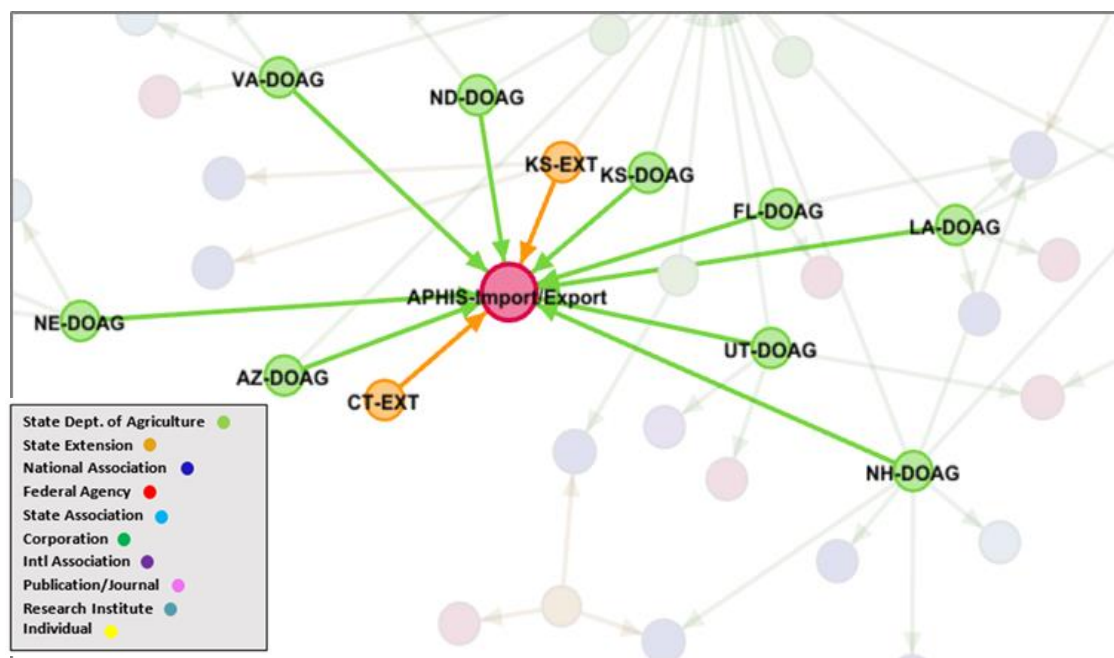 VA-DOAG
ND-DOAG
KS-EXT
KS-DOAG
FL-DOAG
LA-DOAG
APHIS-Import/Export
NE-DOAG
UT-DOAG
AZ-DOAG
CT-EXT
NH-DOAG
State Dept. of Agriculture
State Extension
National Association
Federal Agency
State Association
Corporation
Intl Association
Publication/Journal
Research Institute
Individual